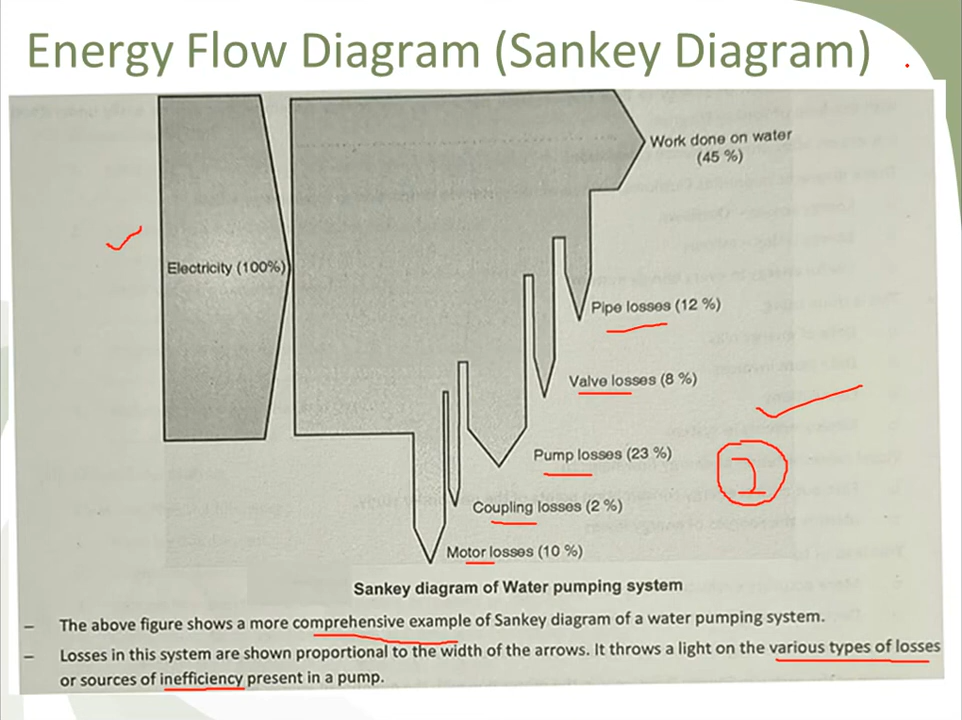 Energy Flow Diagram (Sankey Diagram)
Work done on water
(45 %)
Electricity (100%)
Pipe losses (12 %)
Valve losses (8 %)
Pump losses (23 %)
Coupling losses (2 %)
Motor losses (10 %)
Sankey diagram of Water pumping system
– The above figure shows a more comprehensive example of Sankey diagram of a water pumping system.
– Losses in this system are shown proportional to the width of the arrows. It throws a light on the various types of losses
or sources of inefficiency present in a pump.